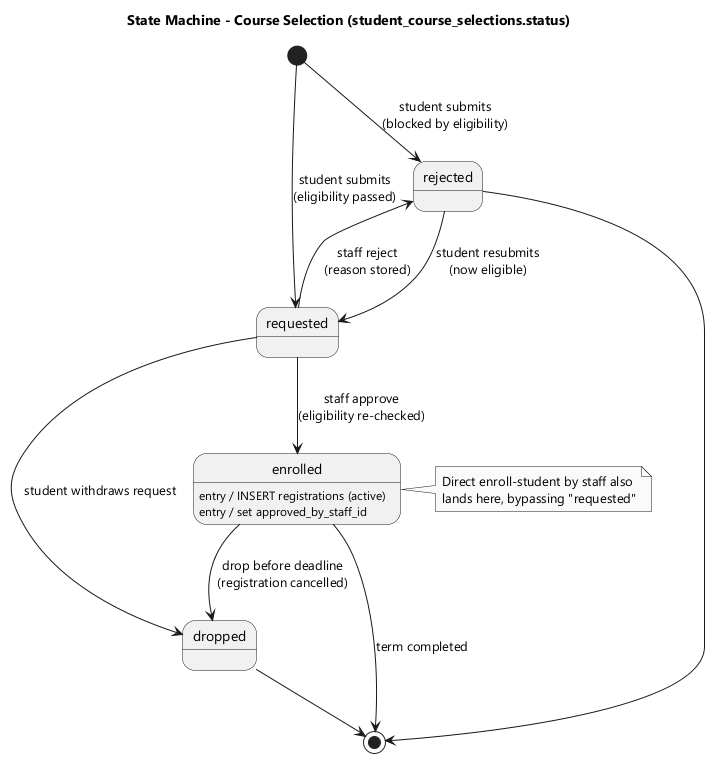 State Machine - Course Selection (student_course_selections.status)
student submits
(blocked by eligibility)
rejected
student submits
(eligibility passed)
staff reject
(reason stored)
student resubmits
(now eligible)
requested
staff approve
(eligibility re-checked)
enrolled
entry / INSERT registrations (active)
entry / set approved_by_staff_id
Direct enroll-student by staff also
lands here, bypassing "requested"
student withdraws request
drop before deadline
(registration cancelled)
dropped
term completed